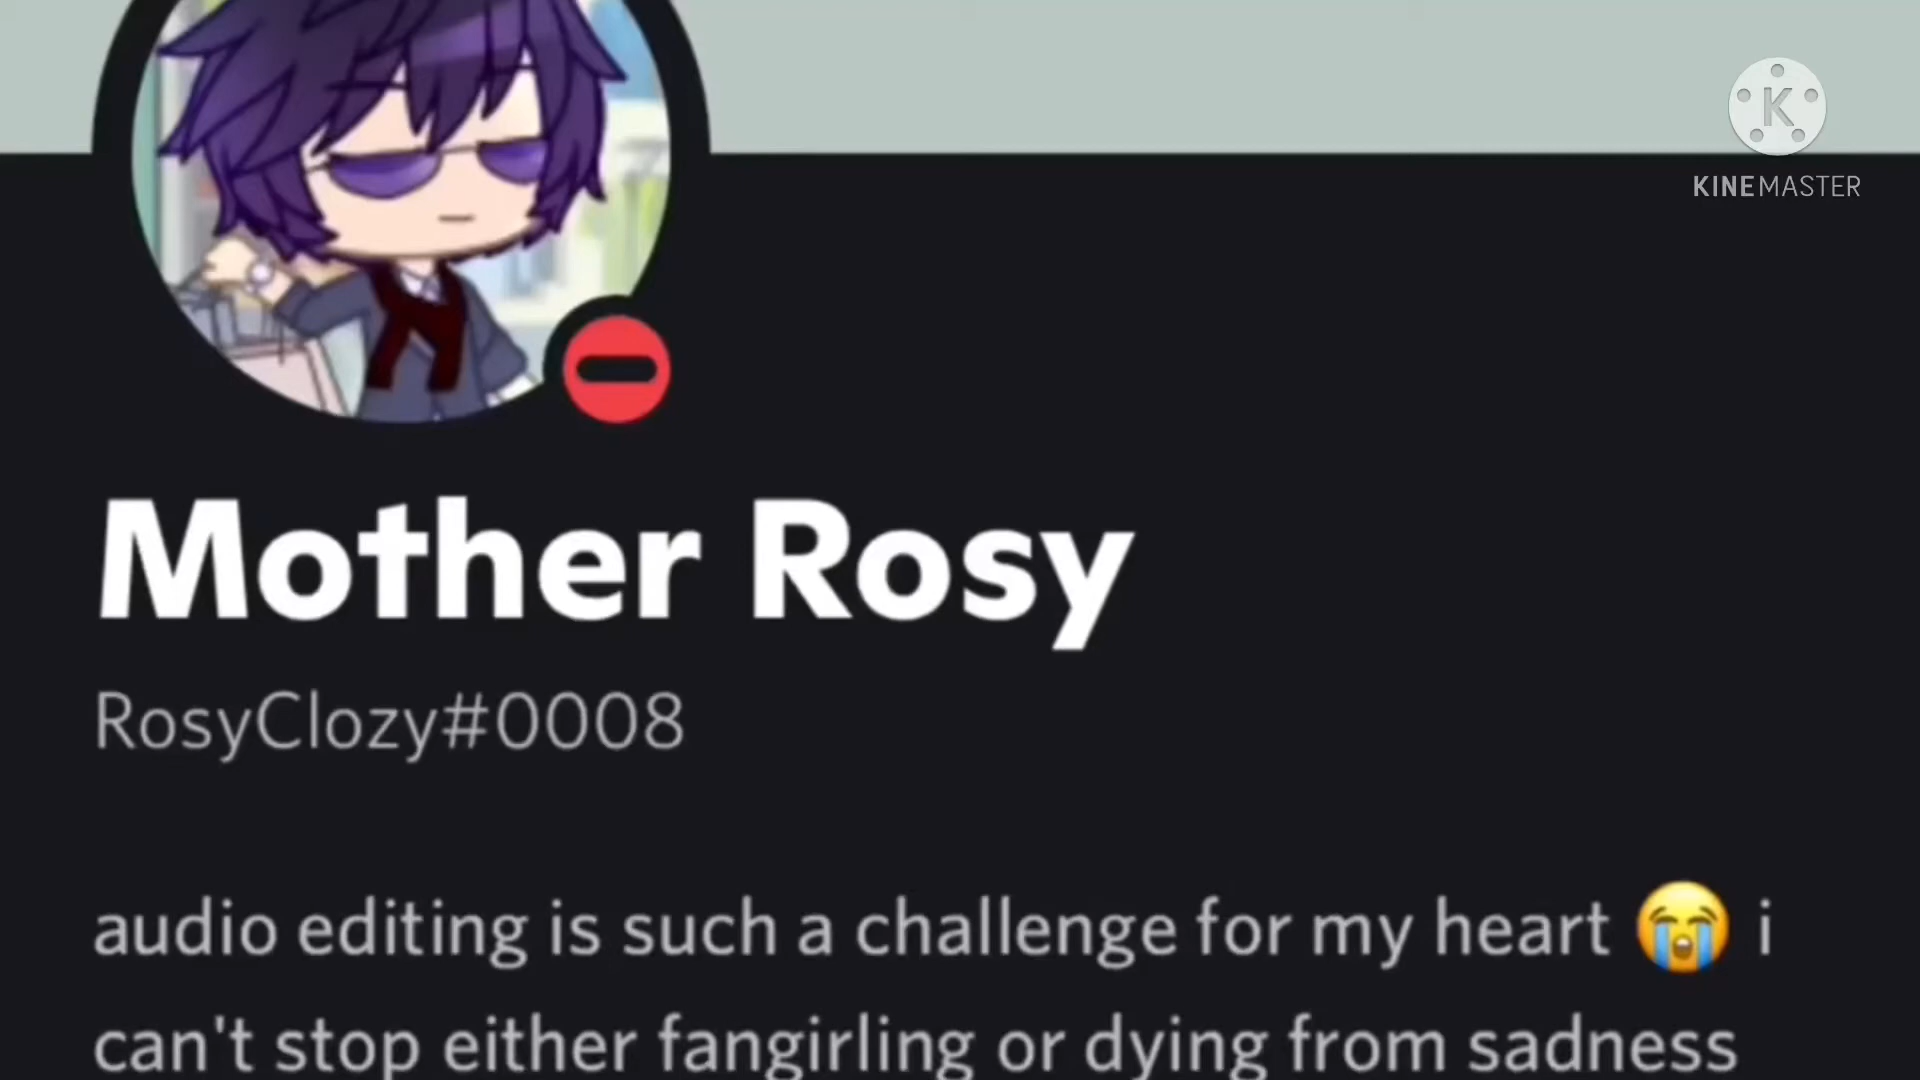 K
KINEMASTER
Mother Rosy
RosyClozy#0008
audio editing is such a challenge for my heart 😭 i
can't stop either fangirling or dying from sadness